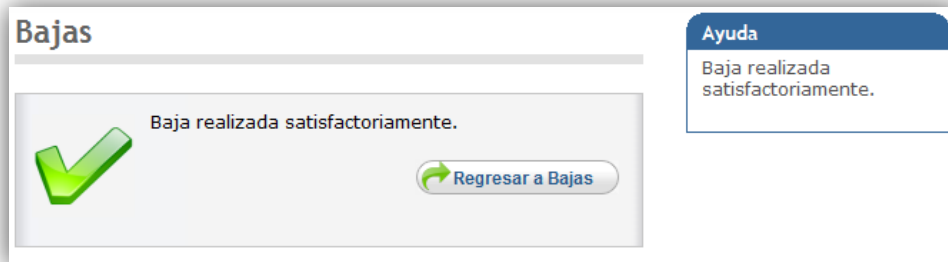 Bajas
Baja realizada satisfactoriamente.
Regresar a Bajas
Ayuda
Baja realizada
satisfactoriamente.